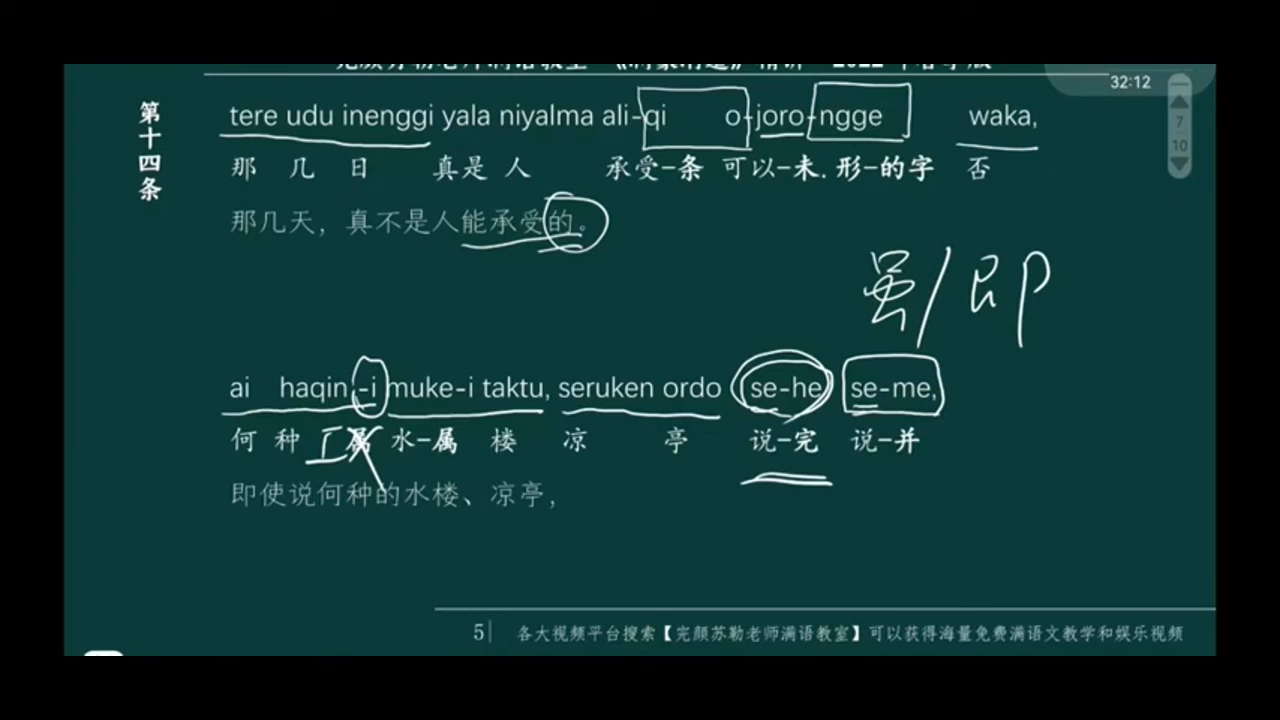 32:12
7
10
第十四条
tere udu inenggi yala niyalma ali-qi o-joro-ngge waka,
那 几 日 真是 人 承受-条 可以-未.形-的字 否
那几天，真不是人能承受的。
虽/即
ai haqin -i muke-i taktu, seruken ordo se-he se-me,
何 种 工 属 水-属 楼 凉 亭 说-完 说-并
即使说何种的水楼、凉亭，
5| 各大视频平台搜索【完颜苏勒老师满语教室】可以获得海量免费满语文教学和娱乐视频